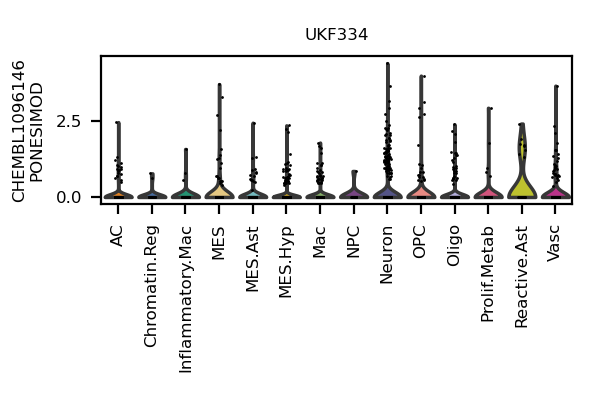 UKF334
CHEMBL1096146
PONESIMOD
2.5
0.0
AC
Chromatin.Reg
Inflammatory.Mac
MES
MES.Ast
MES.Hyp
Mac
NPC
Neuron
OPC
Oligo
Prolif.Metab
Reactive.Ast
Vasc